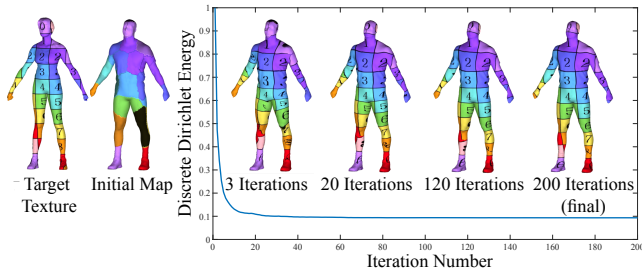 Target
Texture
Initial Map
Discrete Dirichlet Energy
1
0.9
0.8
0.7
0.6
0.5
0.4
0.3
0.2
0.1
0
3 Iterations
20 Iterations
120 Iterations
200 Iterations
(final)
0 20 40 60 80 100 120 140 160 180 200
Iteration Number